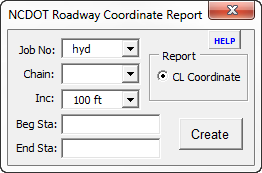 NCDOT Roadway Coordinate Report
HELP
Job No: hyd
Report
Chain:
CL Coordinate
Inc: 100 ft
Beg Sta:
Create
End Sta: